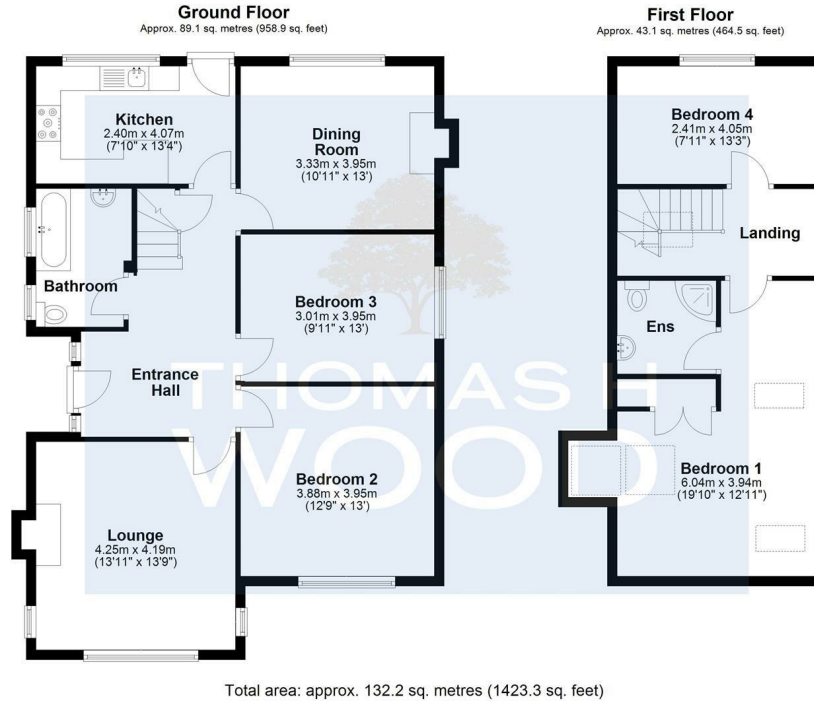 Ground Floor
Approx. 89.1 sq. metres (958.9 sq. feet)
First Floor
Approx. 43.1 sq. metres (464.5 sq. feet)
Kitchen
2.40m x 4.07m
(7'10" x 13'4")
Dining
Room
3.33m x 3.95m
(10'11" x 13')
Bedroom 4
2.41m x 4.05m
(7'11" x 13'3")
Landing
Bathroom
Bedroom 3
3.01m x 3.95m
(9'11" x 13')
Ens
Entrance
Hall
THOMAS H
WOOD
Bedroom 2
3.88m x 3.95m
(12'9" x 13')
Bedroom 1
6.04m x 3.94m
(19'10" x 12'11")
Lounge
4.25m x 4.19m
(13'11" x 13'9")
Total area: approx. 132.2 sq. metres (1423.3 sq. feet)